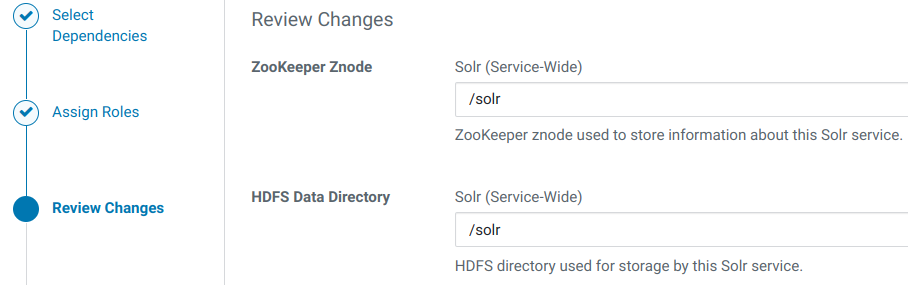 Select
Dependencies
Assign Roles
Review Changes
Review Changes
ZooKeeper Znode
Solr (Service-Wide)
/solr
ZooKeeper znode used to store information about this Solr service.
HDFS Data Directory
Solr (Service-Wide)
/solr
HDFS directory used for storage by this Solr service.